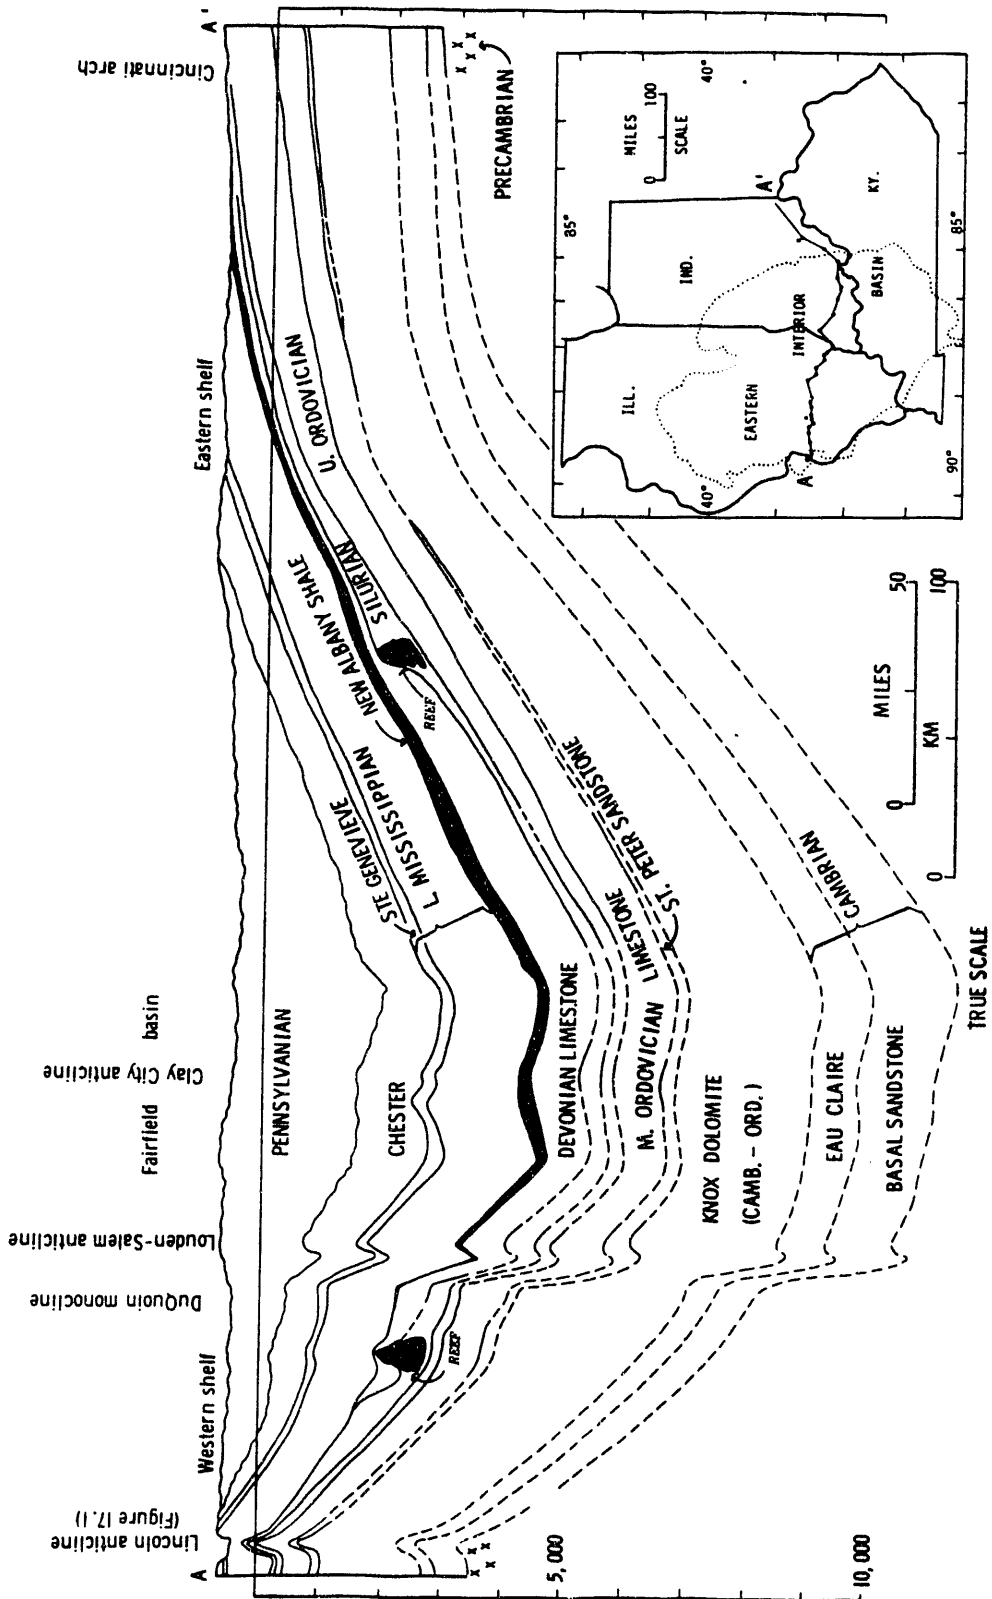 A
A'
Lincoln anticline
(Figure 17.1)
Western shelf
DuQuoin monocline
Louden-Salem anticline
Fairfield basin
Clay City anticline
Eastern shelf
Cincinnati arch
PENNSYLVANIAN
CHESTER
STE GENEVIEVE
L. MISSISSIPPIAN
NEW ALBANY SHALE
SILURIAN
U. ORDOVICIAN
REEF
REEF
DEVONIAN LIMESTONE
M. ORDOVICIAN LIMESTONE
ST. PETER SANDSTONE
KNOX DOLOMITE
(CAMB. - ORD. )
EAU CLAIRE
BASAL SANDSTONE
CAMBRIAN
PRECAMBRIAN
x x
x x
x x
x x x
5,000
10,000
TRUE SCALE
0 50
MILES
KM
0 100
85°
40°
MILES
0 100
SCALE
ILL.
IND.
KY.
EASTERN
INTERIOR
BASIN
A
A'
40°
90°
85°